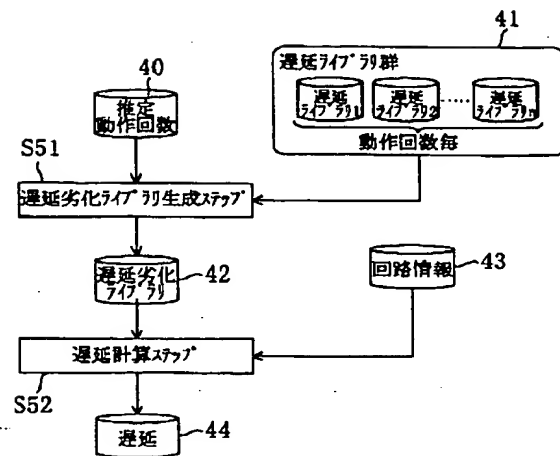 41
遅延ライブラリ群
40
推定
動作回数
遅延
ライブラリ1
遅延
ライブラリ2
‥‥‥
遅延
ライブラリn
動作回数毎
S51
遅延劣化ライブラリ生成ステップ
遅延劣化
ライブラリ
42
回路情報
43
遅延計算ステップ
S52
遅延
44